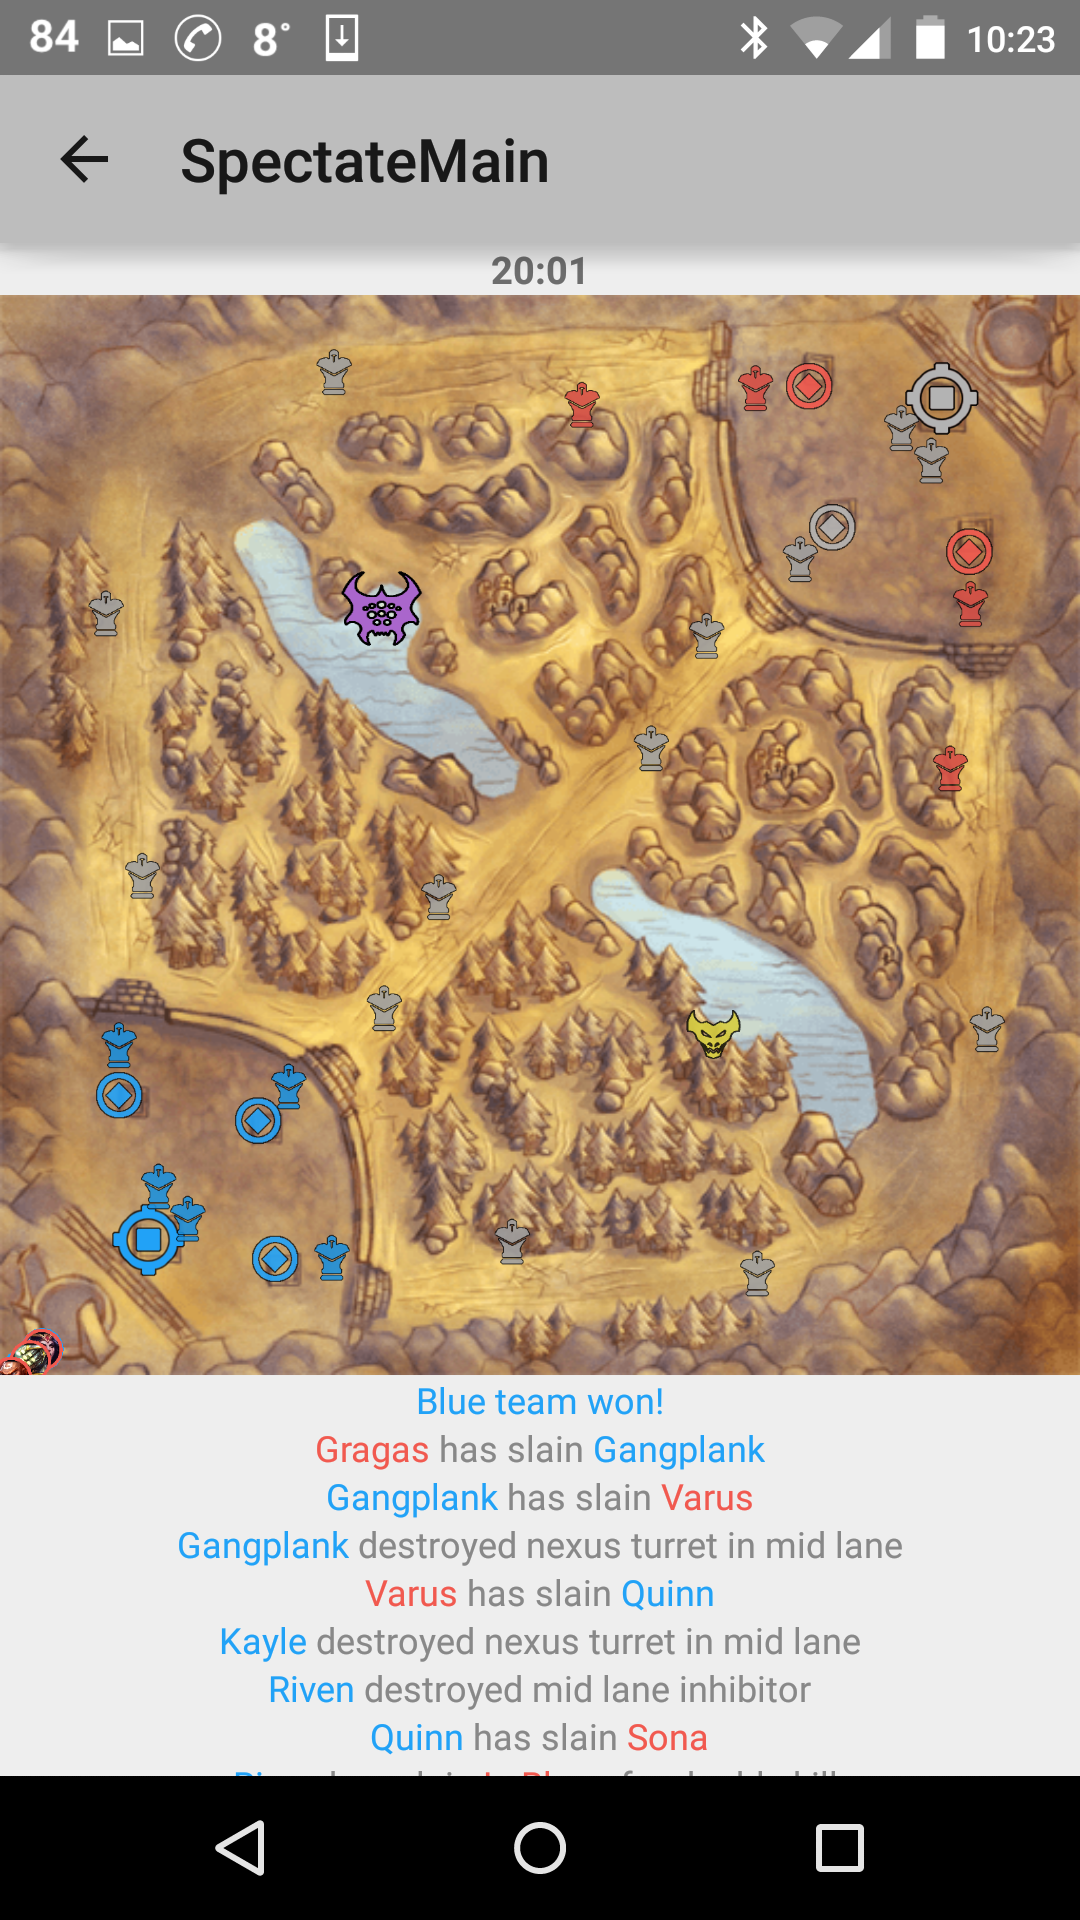 84 8° 10:23
SpectateMain
20:01
Blue team won!
Gragas has slain Gangplank
Gangplank has slain Varus
Gangplank destroyed nexus turret in mid lane
Varus has slain Quinn
Kayle destroyed nexus turret in mid lane
Riven destroyed mid lane inhibitor
Quinn has slain Sona